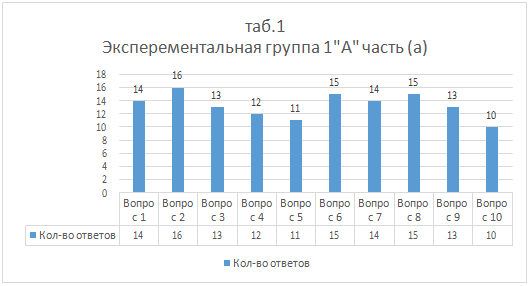 таб.1
Эксперементальная группа 1"А" часть (а)
18
16
14
12
10
8
6
4
2
0
14 16 13 12 11 15 14 15 13 10
Вопро Вопро Вопро Вопро Вопро Вопро Вопро Вопро Вопро Вопро
с 1 с 2 с 3 с 4 с 5 с 6 с 7 с 8 с 9 с 10
Кол-во ответов 14 16 13 12 11 15 14 15 13 10
Кол-во ответов